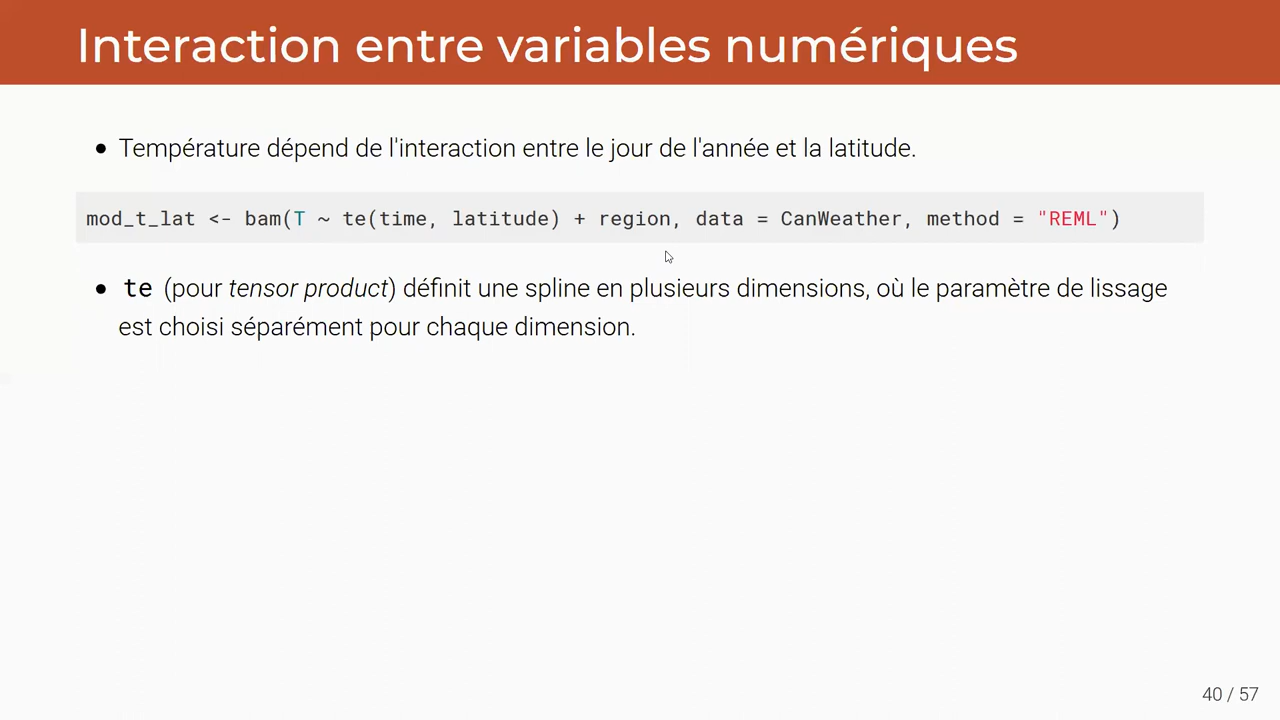 Interaction entre variables numériques
• Température dépend de l'interaction entre le jour de l'année et la latitude.
mod_t_lat <- bam(T ~ te(time, latitude) + region, data = CanWeather, method = "REML")
• te (pour tensor product) définit une spline en plusieurs dimensions, où le paramètre de lissage
est choisi séparément pour chaque dimension.
40 / 57